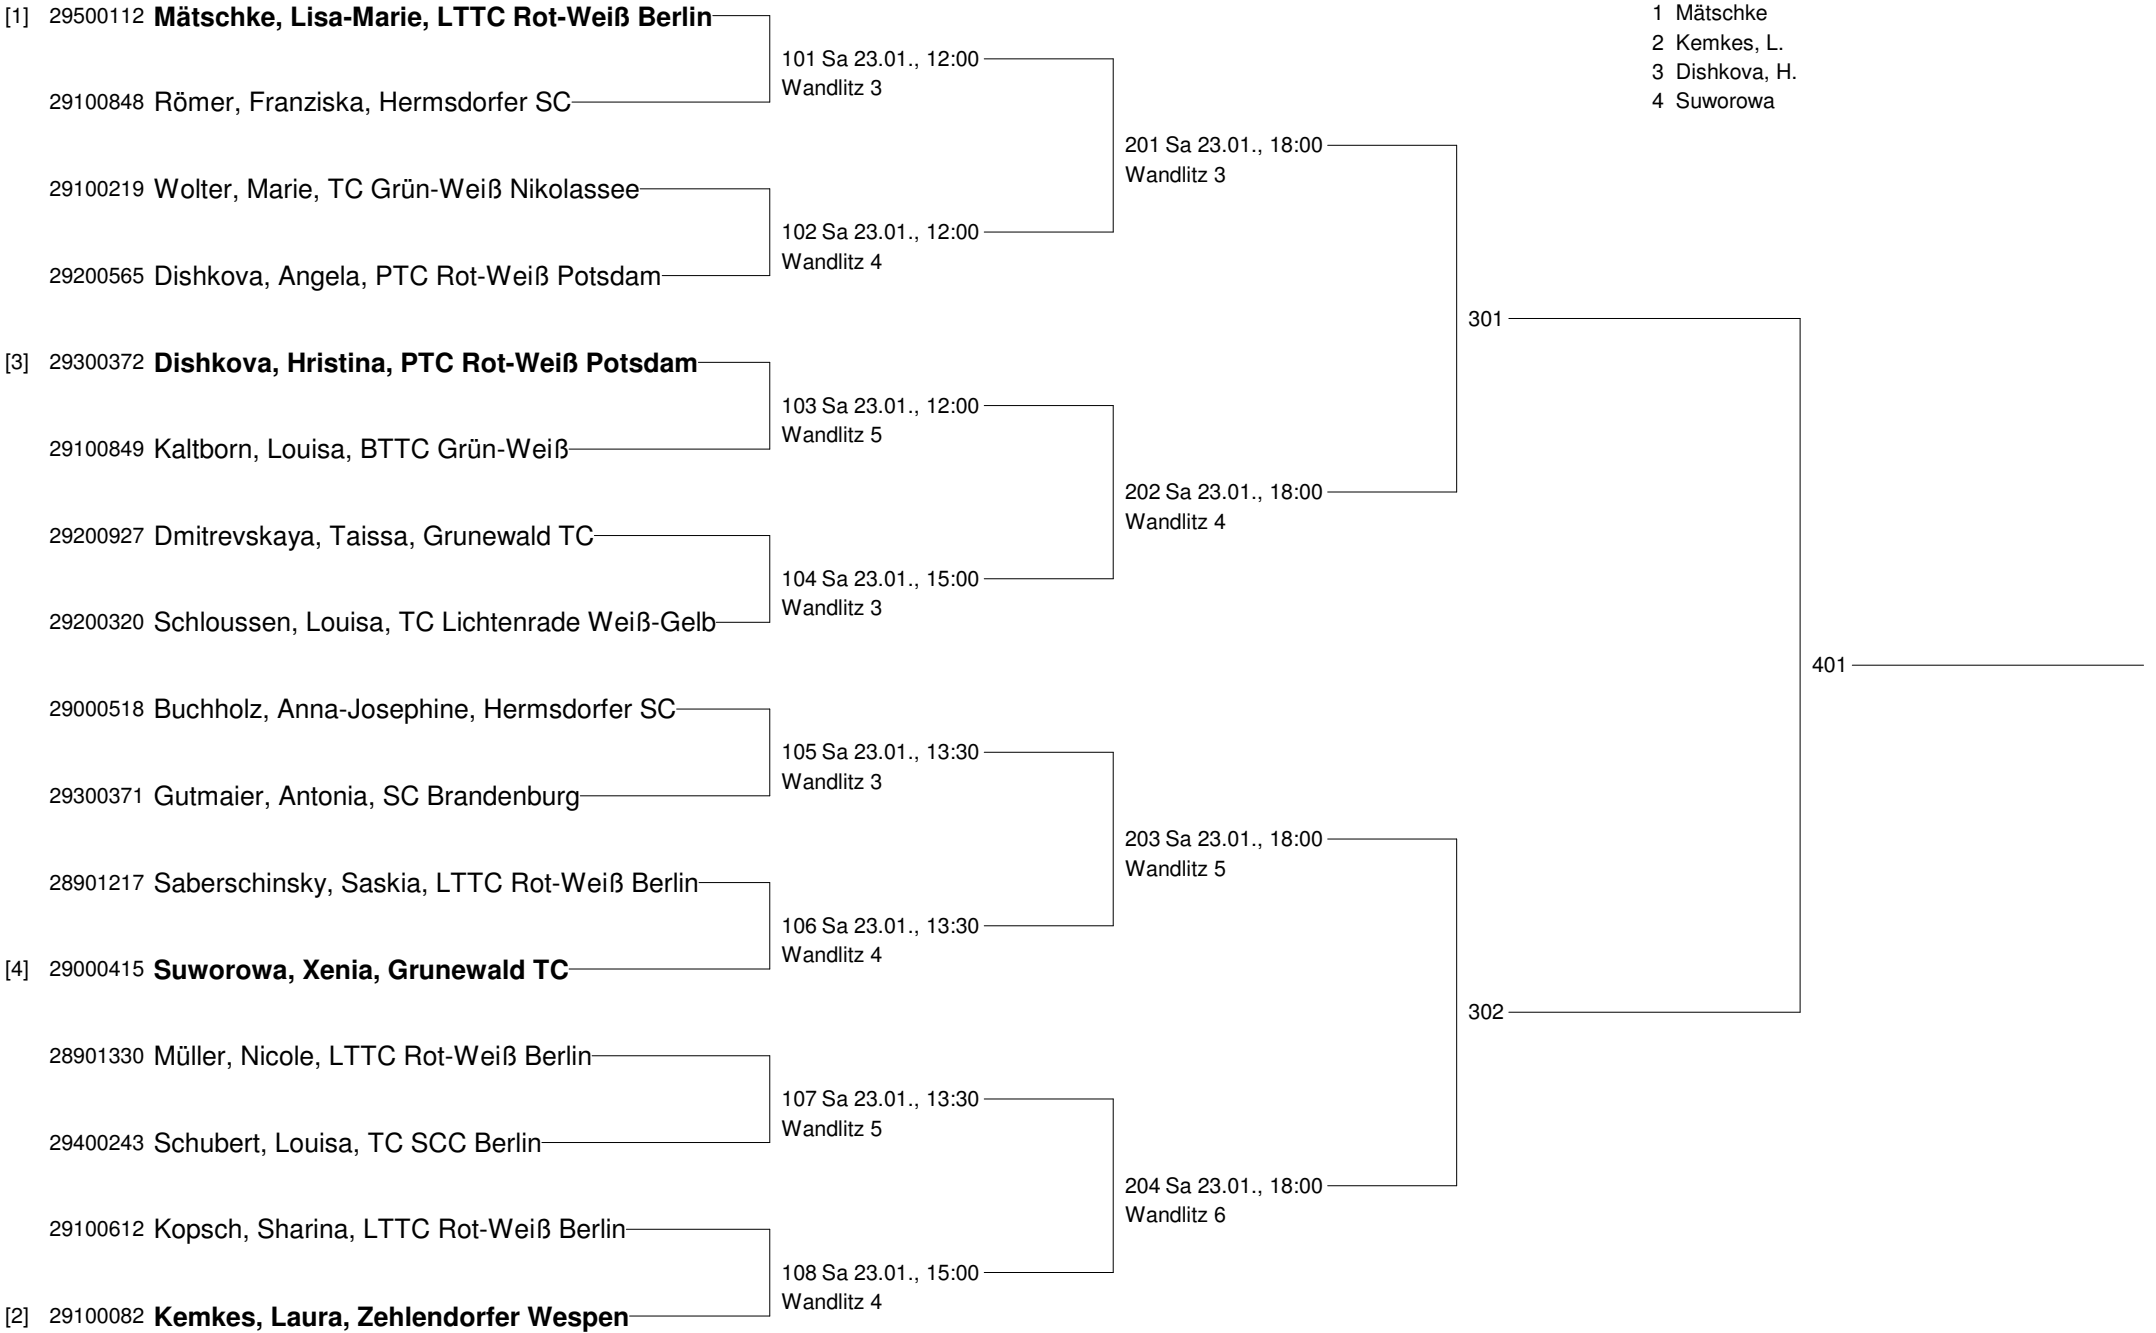 [1] 29500112 Mätschke, Lisa-Marie, LTTC Rot-Weiß Berlin
1 Mätschke
2 Kemkes, L.
3 Dishkova, H.
4 Suworowa
101 Sa 23.01., 12:00
Wandlitz 3
29100848 Römer, Franziska, Hermsdorfer SC
201 Sa 23.01., 18:00
Wandlitz 3
29100219 Wolter, Marie, TC Grün-Weiß Nikolassee
102 Sa 23.01., 12:00
Wandlitz 4
29200565 Dishkova, Angela, PTC Rot-Weiß Potsdam
301
[3] 29300372 Dishkova, Hristina, PTC Rot-Weiß Potsdam
103 Sa 23.01., 12:00
Wandlitz 5
29100849 Kaltborn, Louisa, BTTC Grün-Weiß
202 Sa 23.01., 18:00
Wandlitz 4
29200927 Dmitrevskaya, Taissa, Grunewald TC
104 Sa 23.01., 15:00
Wandlitz 3
29200320 Schloussen, Louisa, TC Lichtenrade Weiß-Gelb
401
29000518 Buchholz, Anna-Josephine, Hermsdorfer SC
105 Sa 23.01., 13:30
Wandlitz 3
29300371 Gutmaier, Antonia, SC Brandenburg
203 Sa 23.01., 18:00
Wandlitz 5
28901217 Saberschinsky, Saskia, LTTC Rot-Weiß Berlin
106 Sa 23.01., 13:30
Wandlitz 4
[4] 29000415 Suworowa, Xenia, Grunewald TC
302
28901330 Müller, Nicole, LTTC Rot-Weiß Berlin
107 Sa 23.01., 13:30
Wandlitz 5
29400243 Schubert, Louisa, TC SCC Berlin
204 Sa 23.01., 18:00
Wandlitz 6
29100612 Kopsch, Sharina, LTTC Rot-Weiß Berlin
108 Sa 23.01., 15:00
Wandlitz 4
[2] 29100082 Kemkes, Laura, Zehlendorfer Wespen